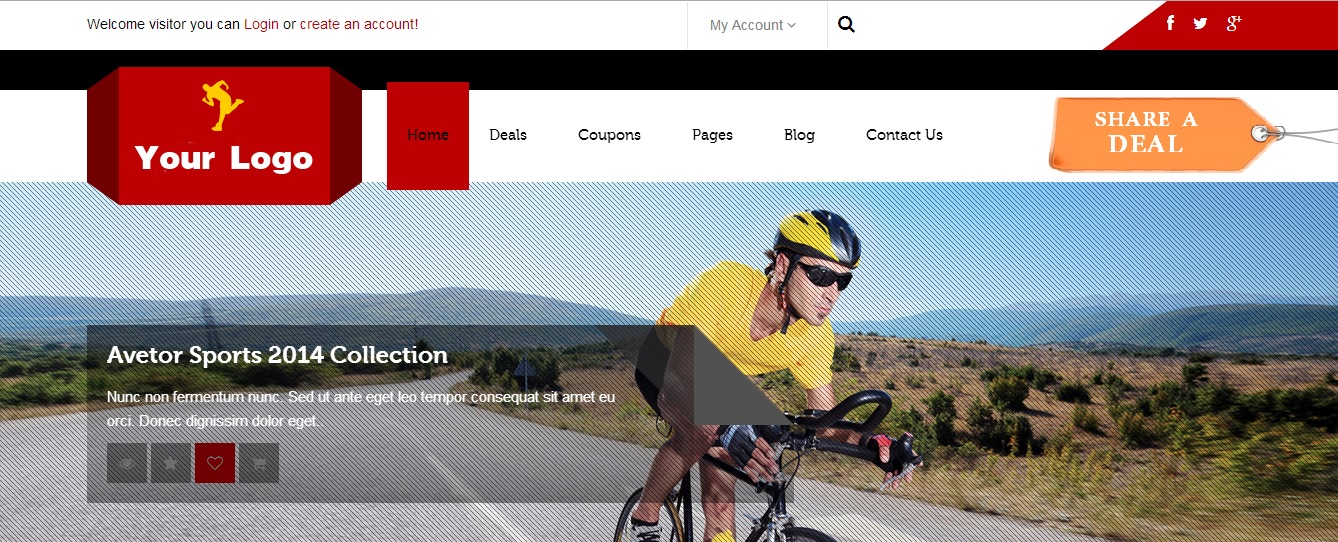 Welcome visitor you can Login or create an account!
My Account
Your Logo
Home
Deals
Coupons
Pages
Blog
Contact Us
SHARE A
DEAL
Avetor Sports 2014 Collection
Nunc non fermentum nunc. Sed ut ante eget leo tempor consequat sit amet eu
orci. Donec dignissim dolor eget.